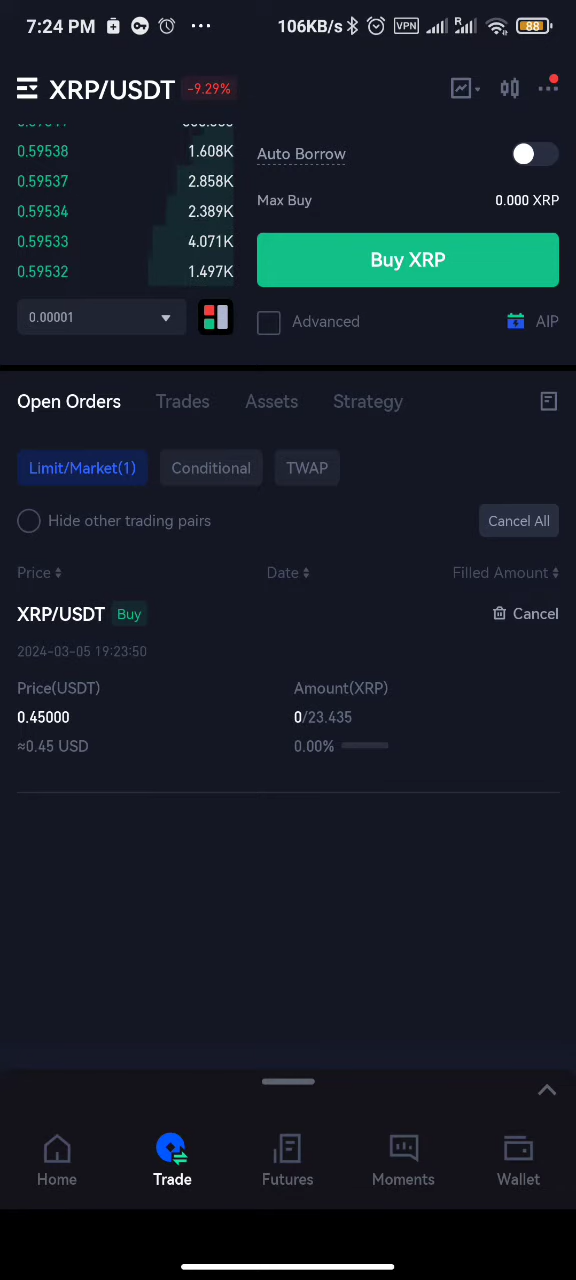 7:24 PM 106KB/s VPN R 88
XRP/USDT -9.29%
0.59538 1.608K
0.59537 2.858K
0.59534 2.389K
0.59533 4.071K
0.59532 1.497K
0.00001
Auto Borrow
Max Buy 0.000 XRP
Buy XRP
Advanced AIP
Open Orders Trades Assets Strategy
Limit/Market(1) Conditional TWAP
Hide other trading pairs Cancel All
Price Date Filled Amount
XRP/USDT Buy Cancel
2024-03-05 19:23:50
Price(USDT) Amount(XRP)
0.45000 0/23.435
≈0.45 USD 0.00%
Home Trade Futures Moments Wallet